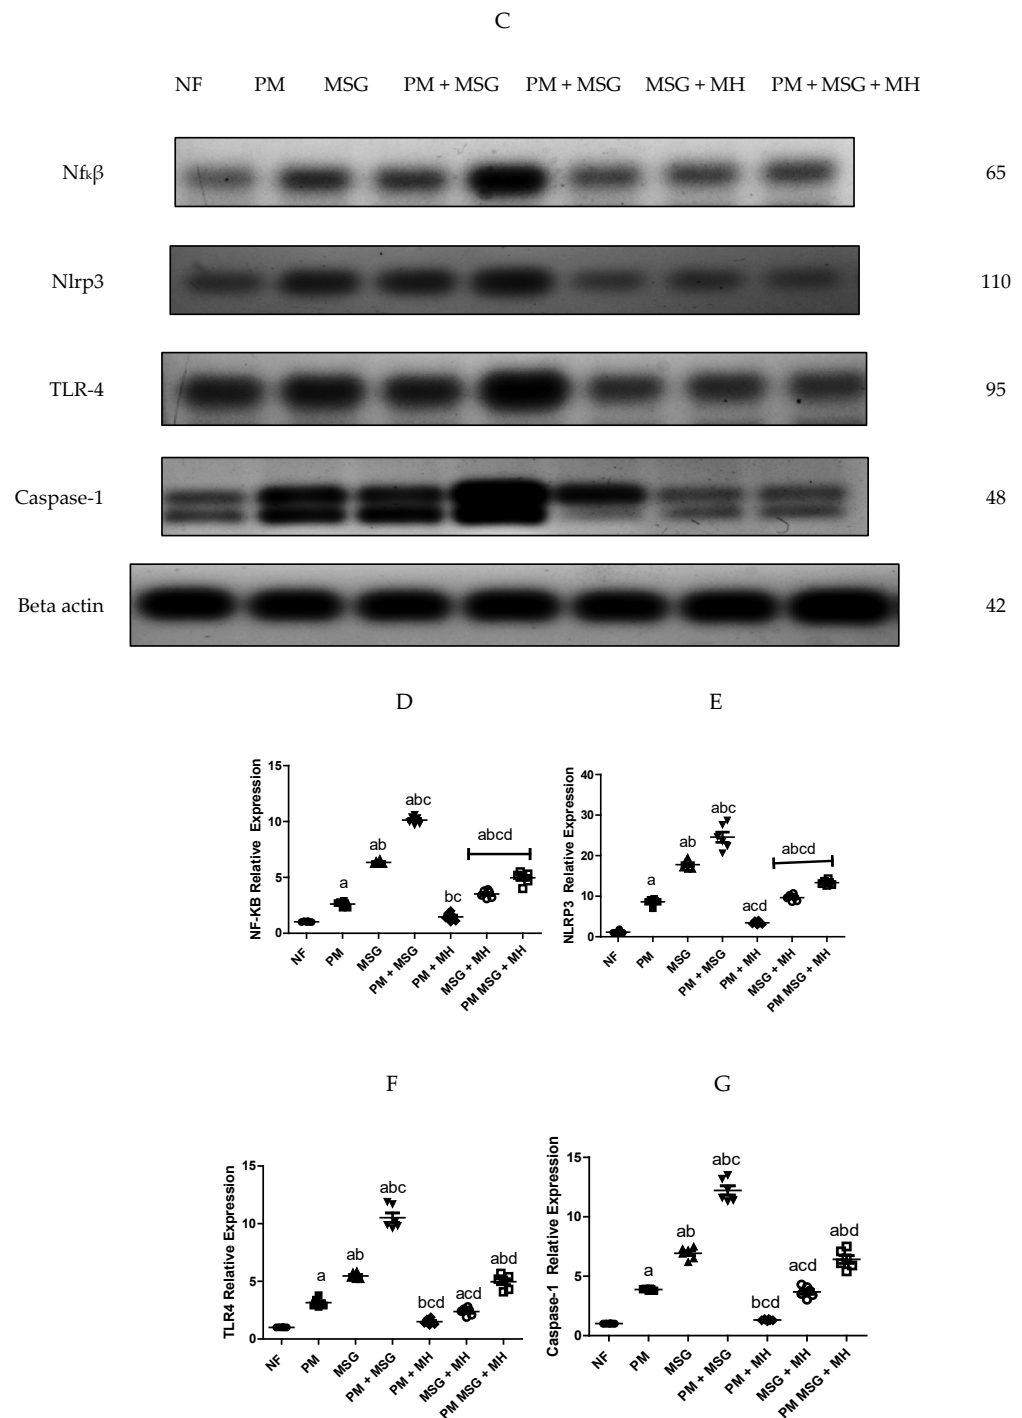 C
NF PM MSG PM + MSG PM + MSG MSG + MH PM + MSG + MH
Nfκβ 65
Nlrp3 110
TLR-4 95
Caspase-1 48
Beta actin 42
D
NF-KB Relative Expression
15
10
5
0
a
ab
abc
bc
abcd
NF
PM
MSG
PM + MSG
PM + MH
MSG + MH
PM MSG + MH
E
NLRP3 Relative Expression
40
30
20
10
0
a
ab
abc
acd
abcd
NF
PM
MSG
PM + MSG
PM + MH
MSG + MH
PM MSG + MH
F
TLR4 Relative Expression
15
10
5
0
a
ab
abc
bcd
acd
abd
NF
PM
MSG
PM + MSG
PM + MH
MSG + MH
PM MSG + MH
G
Caspase-1 Relative Expression
15
10
5
0
a
ab
abc
bcd
acd
abd
NF
PM
MSG
PM + MSG
PM + MH
MSG + MH
PM MSG + MH